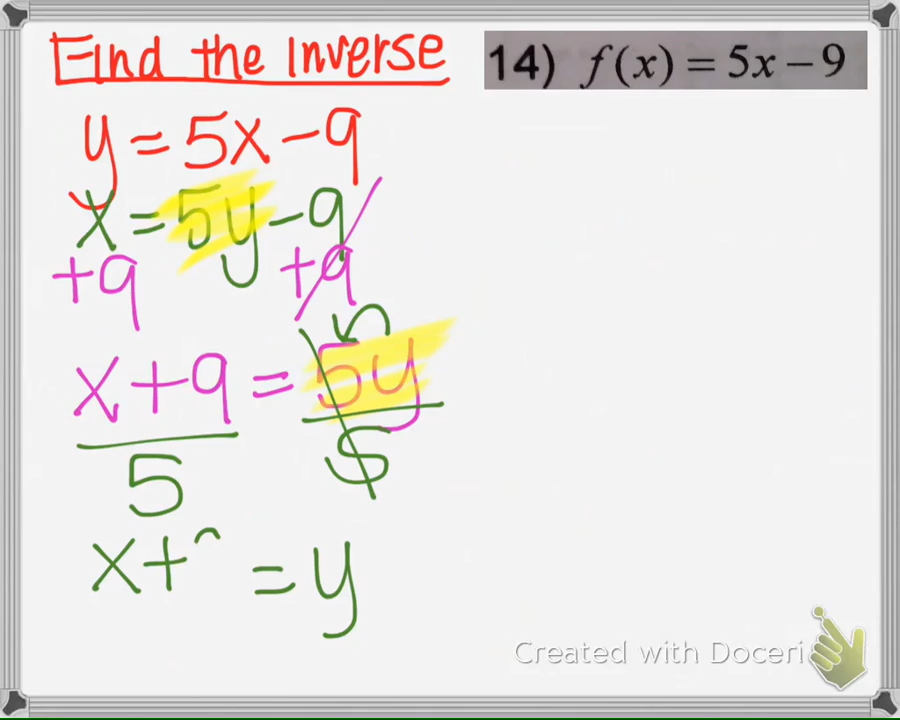 Find the Inverse
14) f(x) = 5x − 9
y = 5x − 9
x = 5y − 9
+9 +9
x + 9 = 5y
5 5
x + = y
Created with Doceri